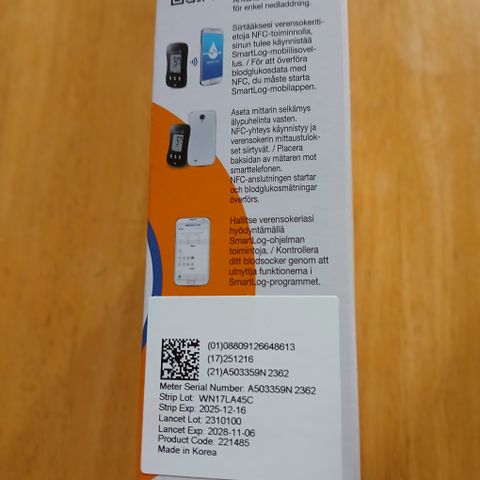 för enkel nedladdning.
Siirtääksesi verensokeriti-
etoja NFC-toiminnolla,
sinun tulee käynnistää
SmartLog-mobiilisovel-
lus. / För att överföra
blodglukosdata med
NFC, du måste starta
SmartLog-mobilappen.
Aseta mittarin selkämys
älypuhelinta vasten.
NFC-yhteys käynnistyy ja
verensokerin mittaustulok-
set siirtyvät. / Placera
baksidan av mätaren mot
smarttelefonen.
NFC-anslutningen startar
och blodglukosmätningar
överförs.
Hallitse verensokeriasi
hyödyntämällä
SmartLog-ohjelman
toimintoja. / Kontrollera
ditt blodsocker genom att
utnyttja funktionerna i
SmartLog-programmet.
(01)08809126648613
(17)251216
(21)A503359N 2362
Meter Serial Number: A503359N 2362
Strip Lot: WN17LA45C
Strip Exp: 2025-12-16
Lancet Lot: 2310100
Lancet Exp: 2028-11-06
Product Code: 221485
Made in Korea